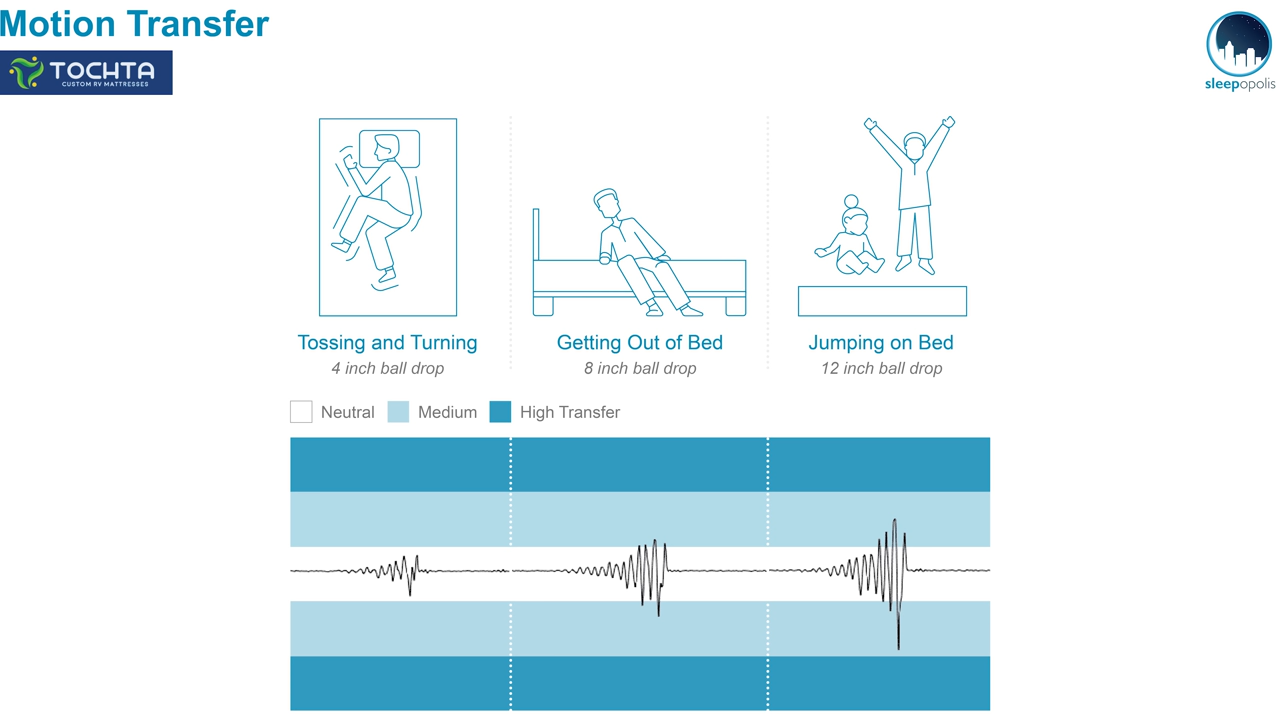 Motion Transfer
TOCHTA
CUSTOM RV MATTRESSES
sleepopolis
Tossing and Turning
4 inch ball drop
Getting Out of Bed
8 inch ball drop
Jumping on Bed
12 inch ball drop
Neutral
Medium
High Transfer